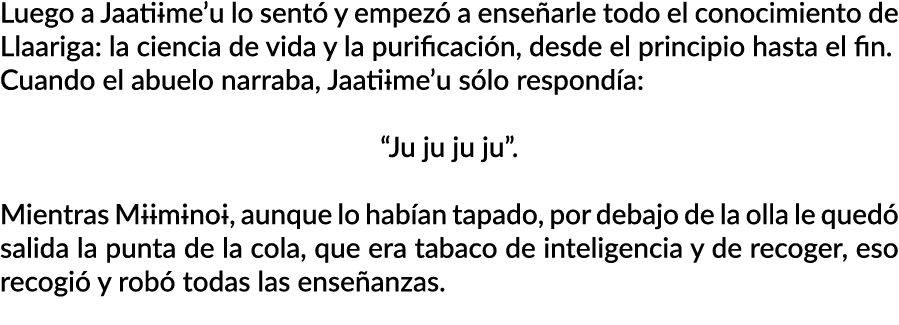 Luego a Jaatiɨme’u lo sentó y empezó a enseñarle todo el conocimiento de
Llaariga: la ciencia de vida y la purificación, desde el principio hasta el fin.
Cuando el abuelo narraba, Jaatiɨme’u sólo respondía:
“Ju ju ju ju”.
Mientras Mɨɨmɨnoɨ, aunque lo habían tapado, por debajo de la olla le quedó
salida la punta de la cola, que era tabaco de inteligencia y de recoger, eso
recogió y robó todas las enseñanzas.